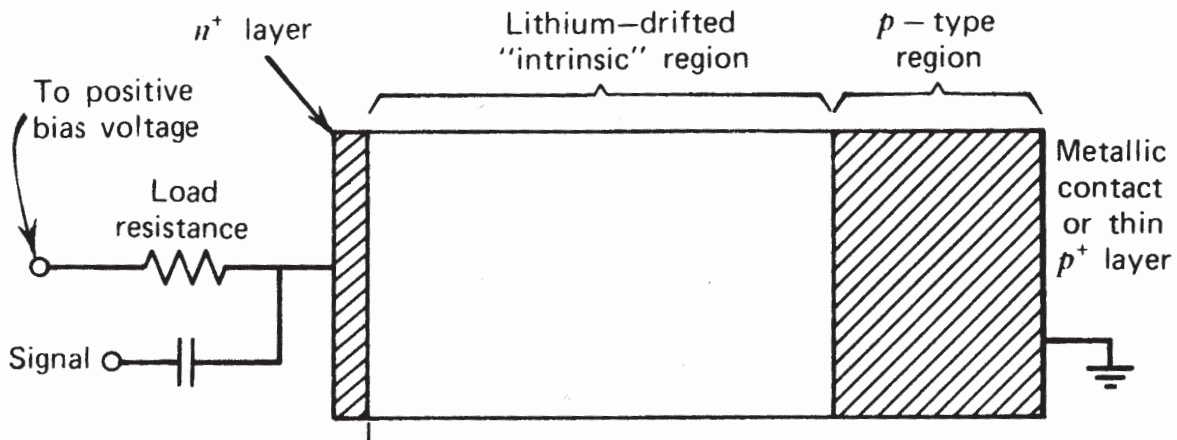 n+ layer
Lithium—drifted
"intrinsic" region
p — type
region
To positive
bias voltage
Load
resistance
Metallic
contact
or thin
p+ layer
Signal